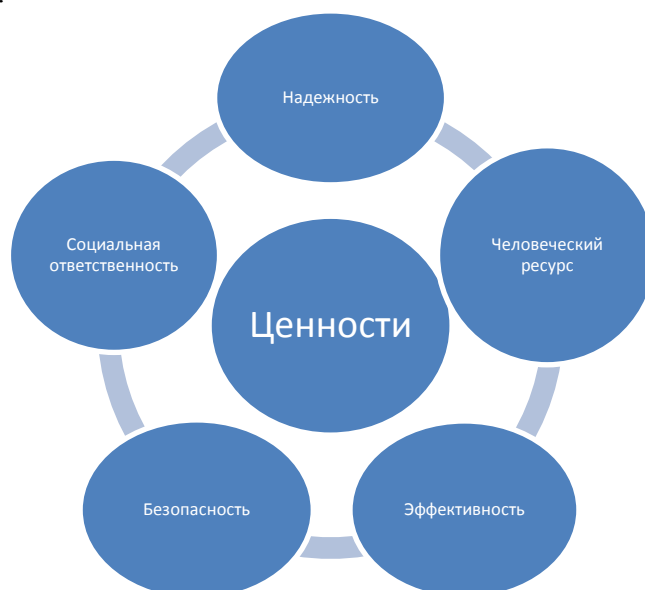 Надежность
Человеческий
ресурс
Эффективность
Безопасность
Социальная
ответственность
Ценности